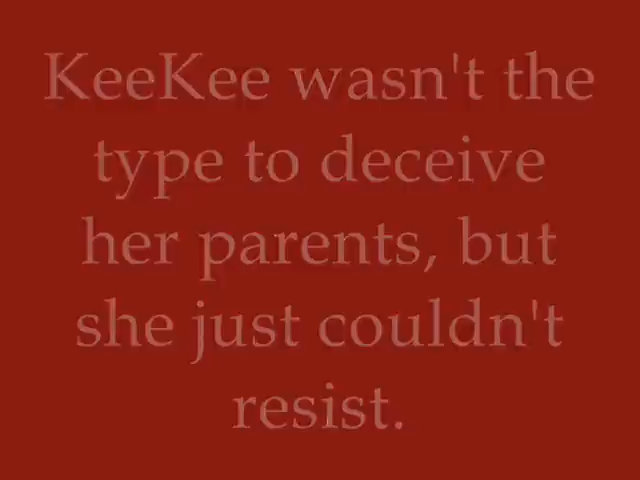 KeeKee wasn't the
type to deceive
her parents, but
she just couldn't
resist.